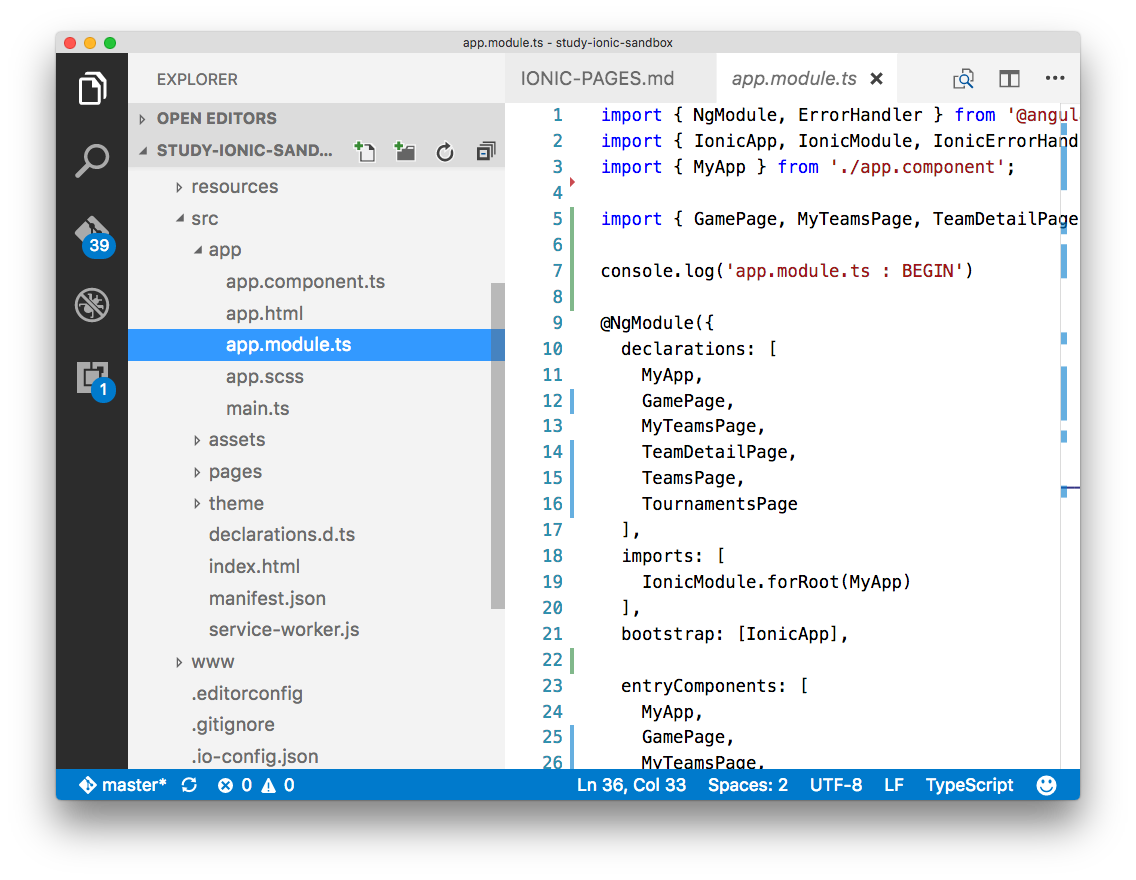 app.module.ts - study-ionic-sandbox
EXPLORER
OPEN EDITORS
STUDY-IONIC-SAND...
resources
src
app
app.component.ts
app.html
app.module.ts
app.scss
main.ts
assets
pages
theme
declarations.d.ts
index.html
manifest.json
service-worker.js
www
.editorconfig
.gitignore
.io-config.json
39
1
IONIC-PAGES.md
app.module.ts
1 import { NgModule, ErrorHandler } from '@angul
2 import { IonicApp, IonicModule, IonicErrorHand
3 import { MyApp } from './app.component';
4
5 import { GamePage, MyTeamsPage, TeamDetailPage
6
7 console.log('app.module.ts : BEGIN')
8
9 @NgModule({
10 declarations: [
11 MyApp,
12 GamePage,
13 MyTeamsPage,
14 TeamDetailPage,
15 TeamsPage,
16 TournamentsPage
17 ],
18 imports: [
19 IonicModule.forRoot(MyApp)
20 ],
21 bootstrap: [IonicApp],
22
23 entryComponents: [
24 MyApp,
25 GamePage,
26 MyTeamsPage,
master* 0 0 Ln 36, Col 33 Spaces: 2 UTF-8 LF TypeScript